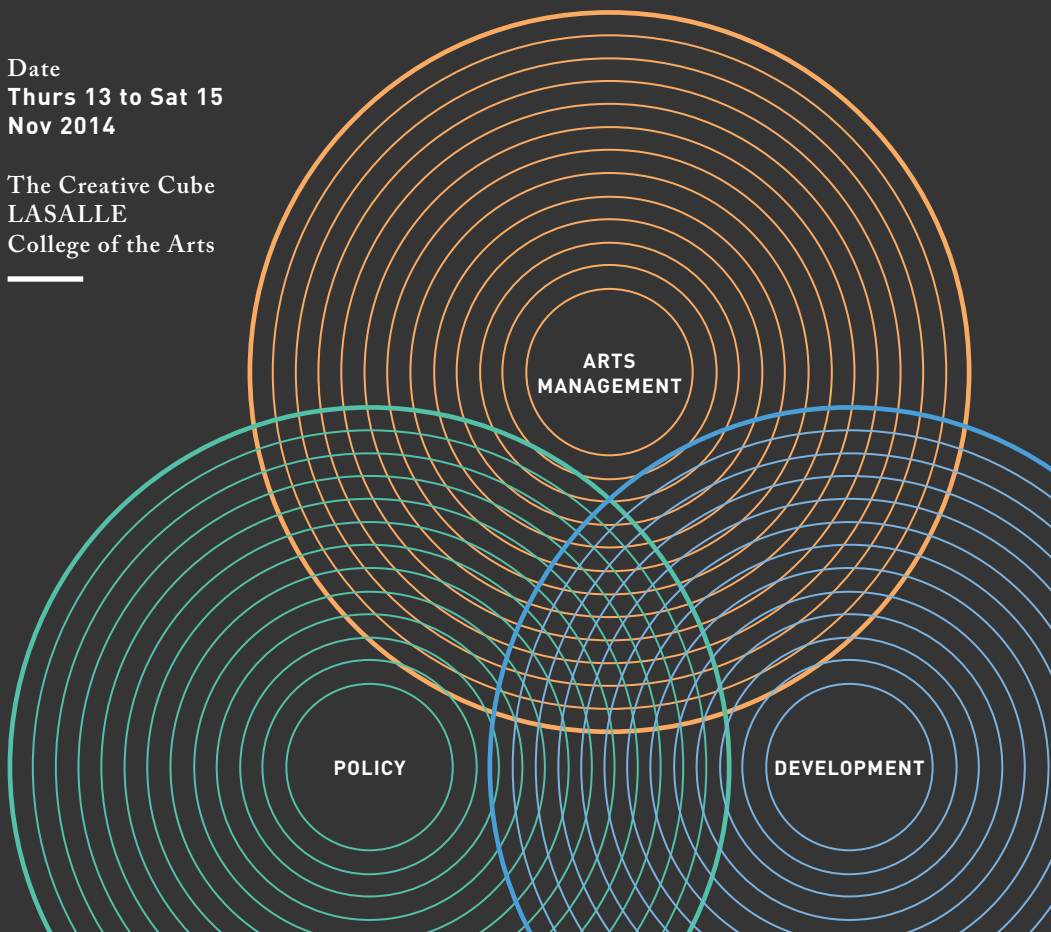 Date
Thurs 13 to Sat 15
Nov 2014
The Creative Cube
LASALLE
College of the Arts
ARTS
MANAGEMENT
POLICY
DEVELOPMENT